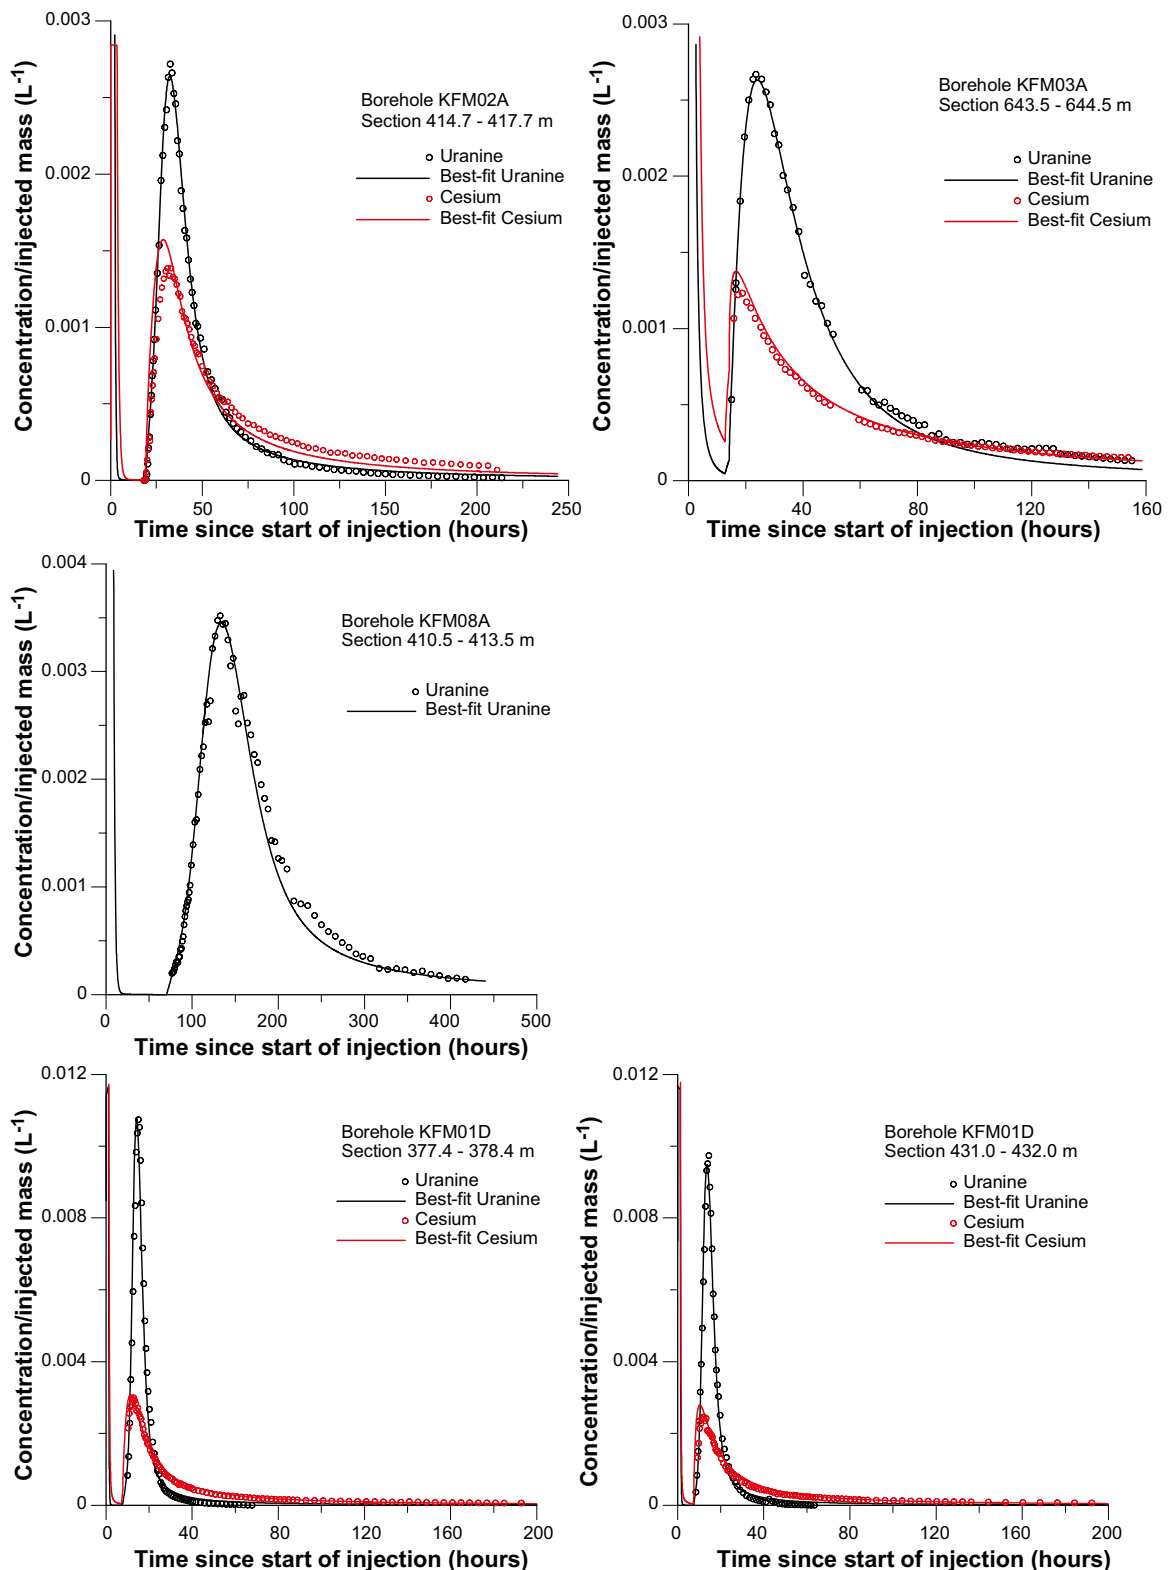 0.003
0.002
0.001
0
Concentration/injected mass (L-1)
Borehole KFM02A
Section 414.7 - 417.7 m
Uranine
Best-fit Uranine
Cesium
Best-fit Cesium
0 50 100 150 200 250
Time since start of injection (hours)
0.003
0.002
0.001
0
Concentration/injected mass (L-1)
Borehole KFM03A
Section 643.5 - 644.5 m
Uranine
Best-fit Uranine
Cesium
Best-fit Cesium
0 40 80 120 160
Time since start of injection (hours)
0.004
0.003
0.002
0.001
0
Concentration/injected mass (L-1)
Borehole KFM08A
Section 410.5 - 413.5 m
Uranine
Best-fit Uranine
0 100 200 300 400 500
Time since start of injection (hours)
0.012
0.008
0.004
0
Concentration/injected mass (L-1)
Borehole KFM01D
Section 377.4 - 378.4 m
Uranine
Best-fit Uranine
Cesium
Best-fit Cesium
0 40 80 120 160 200
Time since start of injection (hours)
0.012
0.008
0.004
0
Concentration/injected mass (L-1)
Borehole KFM01D
Section 431.0 - 432.0 m
Uranine
Best-fit Uranine
Cesium
Best-fit Cesium
0 40 80 120 160 200
Time since start of injection (hours)